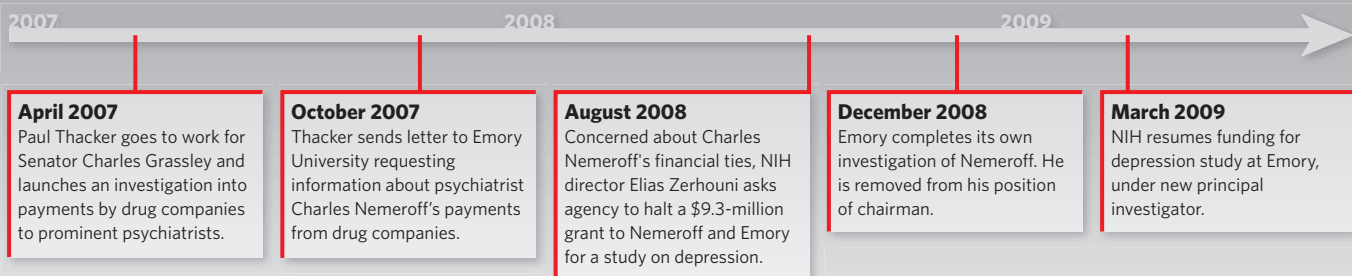 2007
2008
2009
April 2007
Paul Thacker goes to work for
Senator Charles Grassley and
launches an investigation into
payments by drug companies
to prominent psychiatrists.
October 2007
Thacker sends letter to Emory
University requesting
information about psychiatrist
Charles Nemeroff’s payments
from drug companies.
August 2008
Concerned about Charles
Nemeroff's financial ties, NIH
director Elias Zerhouni asks
agency to halt a $9.3-million
grant to Nemeroff and Emory
for a study on depression.
December 2008
Emory completes its own
investigation of Nemeroff. He
is removed from his position
of chairman.
March 2009
NIH resumes funding for
depression study at Emory,
under new principal
investigator.